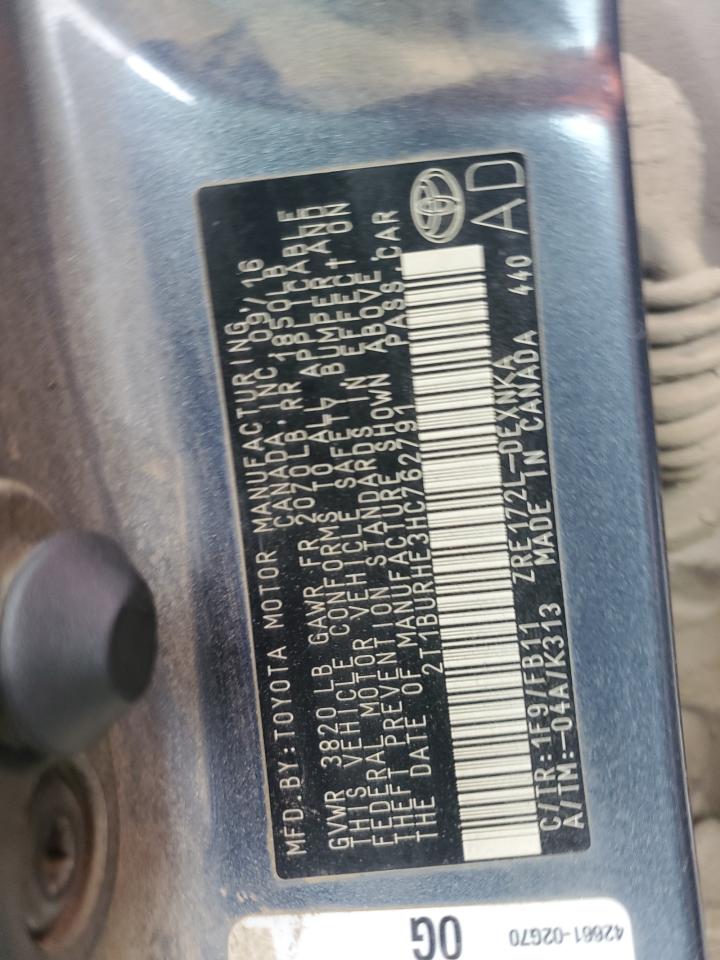 MFD. BY: TOYOTA MOTOR MANUFACTURING
CANADA, INC. 09/16
GVWR 3820 LB GAWR FR 2070LB RR 1850LB
THIS VEHICLE CONFORMS TO ALL APPLICABLE
FEDERAL MOTOR VEHICLE SAFETY BUMPER, AND
THEFT PREVENTION STANDARDS IN EFFECT ON
THE DATE OF MANUFACTURE SHOWN ABOVE.
2T1BURHE3HC762791 PASS. CAR
C/TR: 1F9/FB11 ZRE172L-DEXNKA
A/TM: -04A/K313 MADE IN CANADA 440
AD
0G
42661-02G70